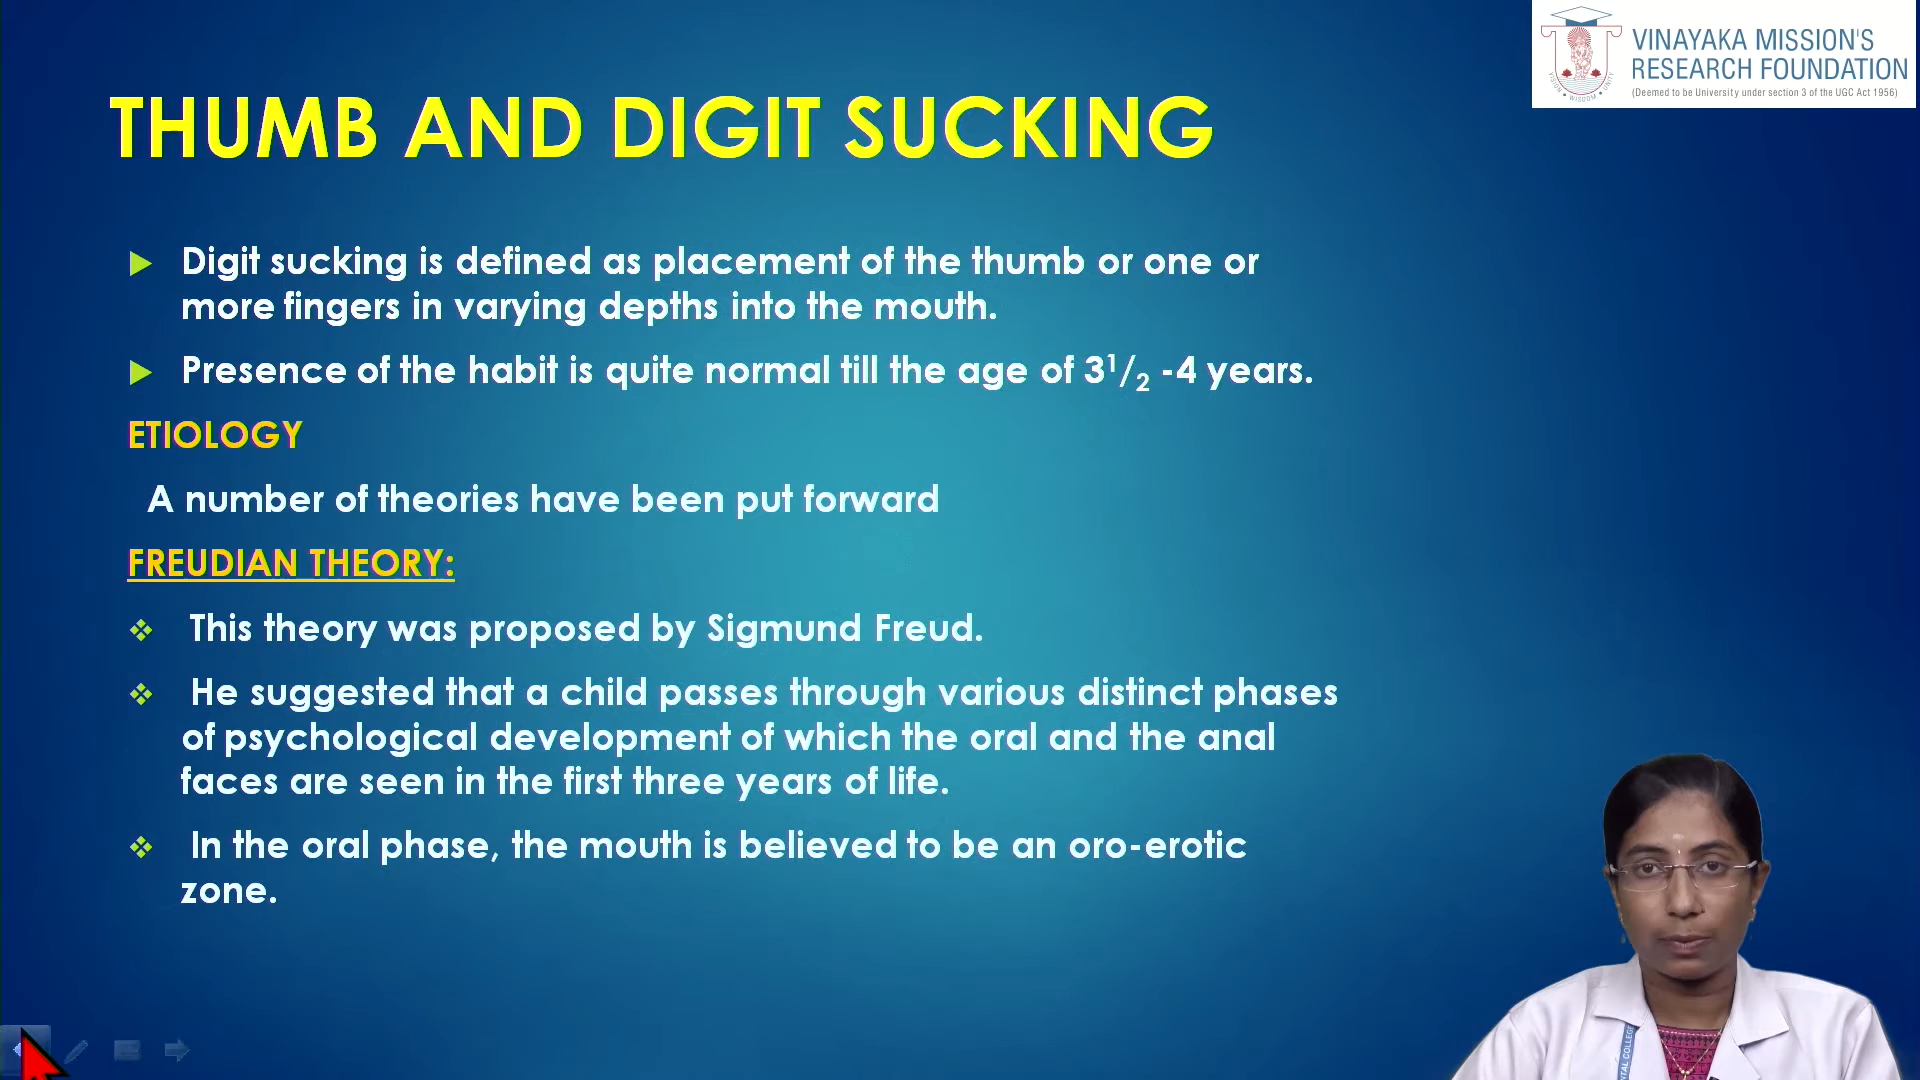 VINAYAKA MISSION'S
RESEARCH FOUNDATION
(Deemed to be University under section 3 of the UGC Act 1956)
VISION • WISDOM • UNITY
THUMB AND DIGIT SUCKING
Digit sucking is defined as placement of the thumb or one or
more fingers in varying depths into the mouth.
Presence of the habit is quite normal till the age of 3 1/2 -4 years.
ETIOLOGY
A number of theories have been put forward
FREUDIAN THEORY:
This theory was proposed by Sigmund Freud.
He suggested that a child passes through various distinct phases
of psychological development of which the oral and the anal
faces are seen in the first three years of life.
In the oral phase, the mouth is believed to be an oro-erotic
zone.
COLLEGE